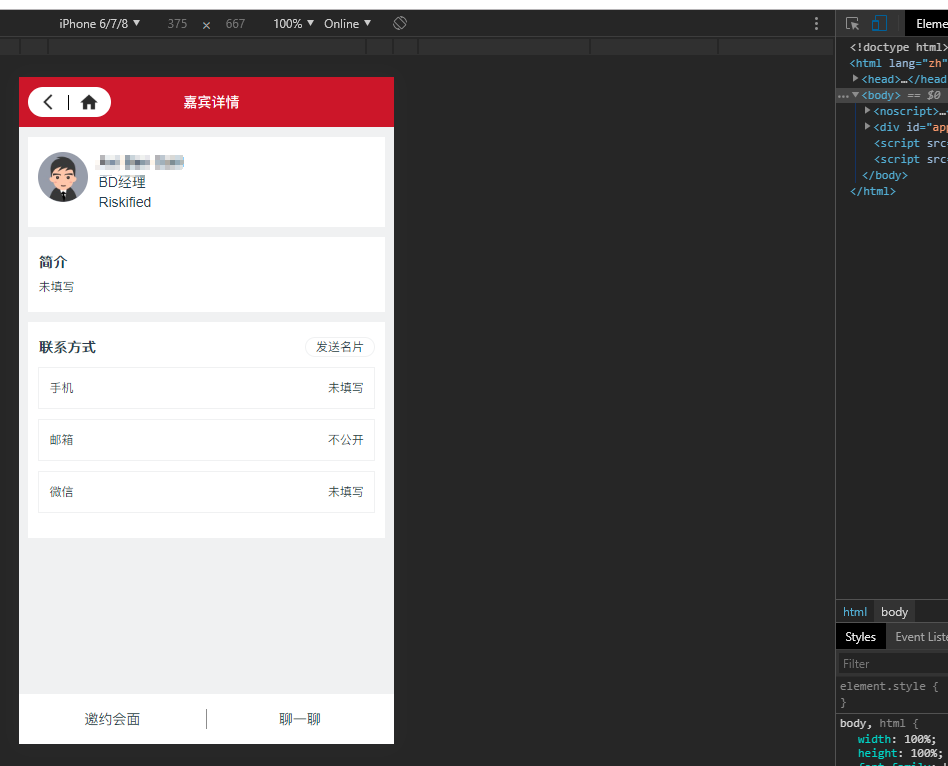 iPhone 6/7/8 ▼ 375 × 667 100% ▼ Online ▼
嘉宾详情
BD经理
Riskified
简介
未填写
联系方式 发送名片
手机 未填写
邮箱 不公开
微信 未填写
邀约会面 聊一聊
Eleme
<!doctype html>
<html lang="zh"
<head>…</head
<body> == $0
<noscript>…
<div id="ap
<script src
<script src
</body>
</html>
html body
Styles Event Liste
Filter
element.style {
}
body, html {
width: 100%;
height: 100%;